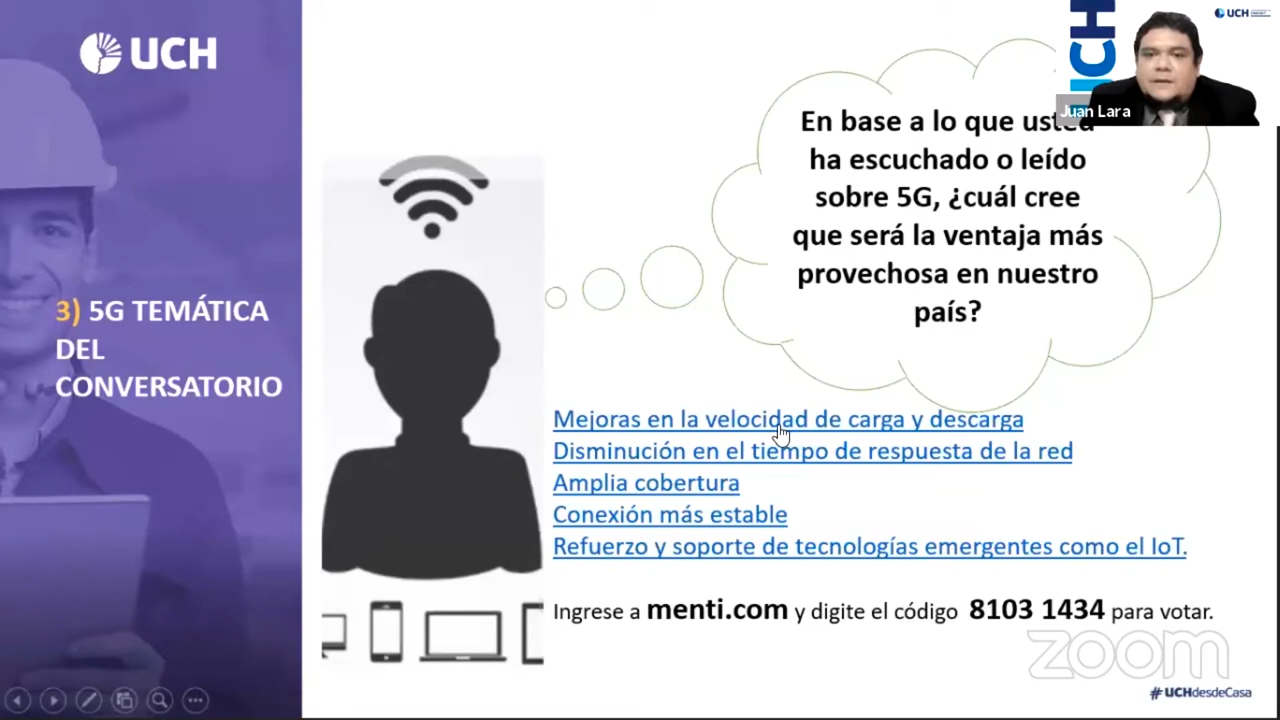 UCH
3) 5G TEMÁTICA
DEL
CONVERSATORIO
En base a lo que usted
ha escuchado o leído
sobre 5G, ¿cuál cree
que será la ventaja más
provechosa en nuestro
país?
UCH
Juan Lara
UCH
Mejoras en la velocidad de carga y descarga
Disminución en el tiempo de respuesta de la red
Amplia cobertura
Conexión más estable
Refuerzo y soporte de tecnologías emergentes como el IoT.
Ingrese a menti.com y digite el código 8103 1434 para votar.
zoom
#UCHdesdeCasa